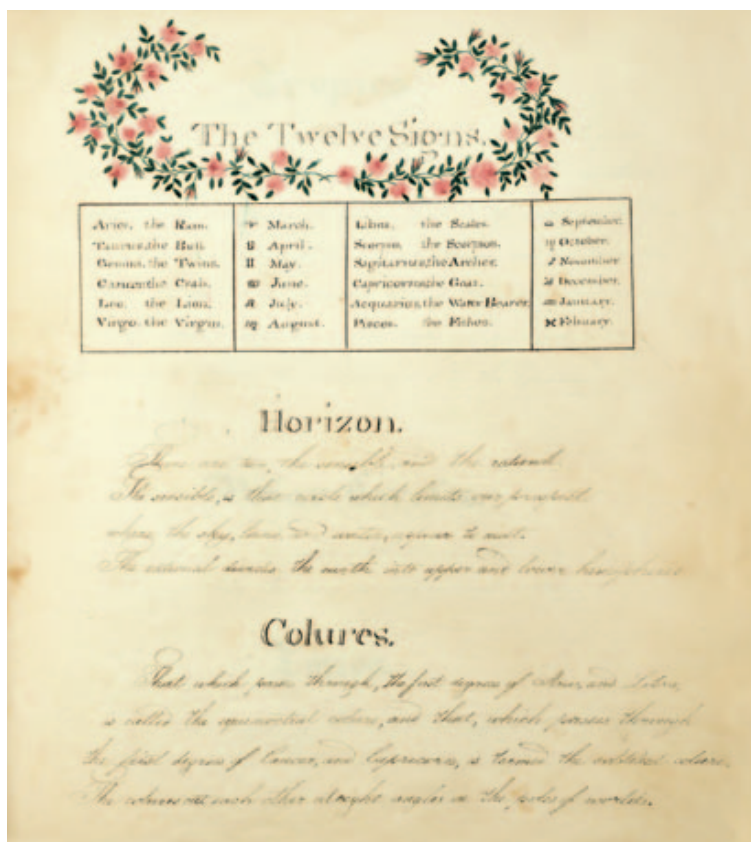 The Twelve Signs.
Aries, the Ram. ♈ March. Libra, the Scales. ♎ September.
Taurus, the Bull. ♉ April. Scorpio, the Scorpion. ♏ October.
Gemini, the Twins. ♊ May. Sagitarius, the Archer. ♐ November
Cancer, the Crab. ♋ June. Capricornus, the Goat. ♑ December.
Leo, the Lion. ♌ July. Acquarius, the Water Bearer. ♒ January.
Virgo, the Virgin. ♍ August. Pisces. the Fishes. ♓ February.
Horizon.
There are two, the sensible, and the rational.
The sensible, is that circle which limits our prospect
where the sky, land, and water, appear to meet.
The rational divides the earth into upper and lower hemispheres
Colures.
That which passes through, the first degrees of Aries, and Libra,
is called the equinoctial colure, and that, which passes through
the first degree of Cancer, and Capricorn, is termed the solstitial colure.
The colures cut each other at right angles in the poles of world.